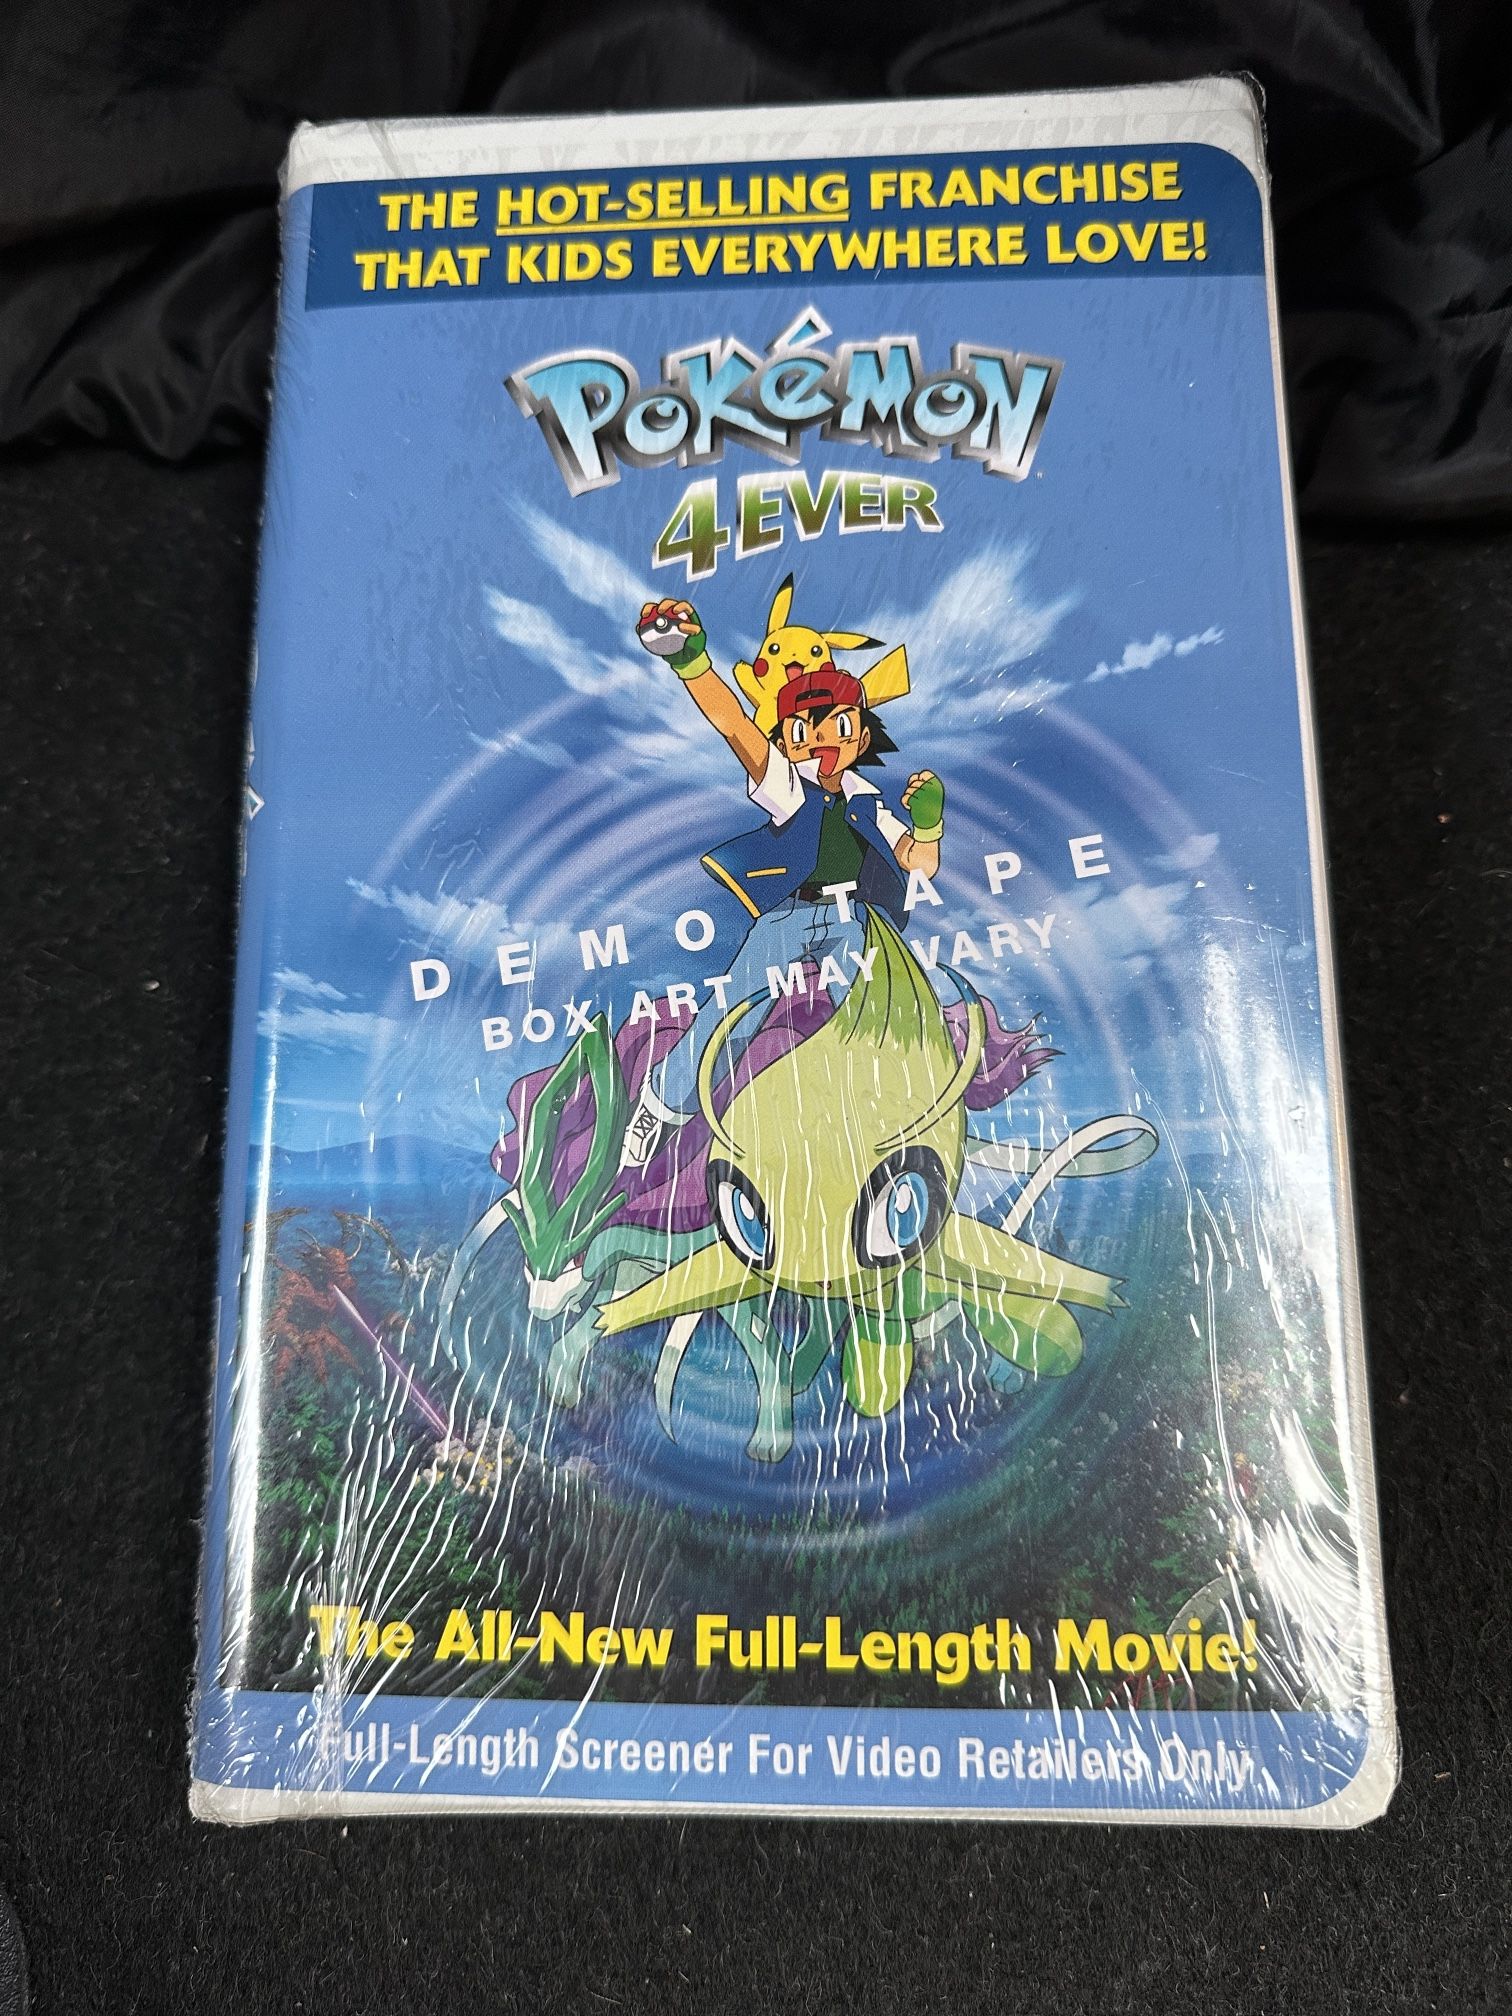 THE HOT-SELLING FRANCHISE
THAT KIDS EVERYWHERE LOVE!
POKéMON
4EVER
DEMO TAPE
BOX ART MAY VARY
The All-New Full-Length Movie!
Full-Length Screener For Video Retailers Only